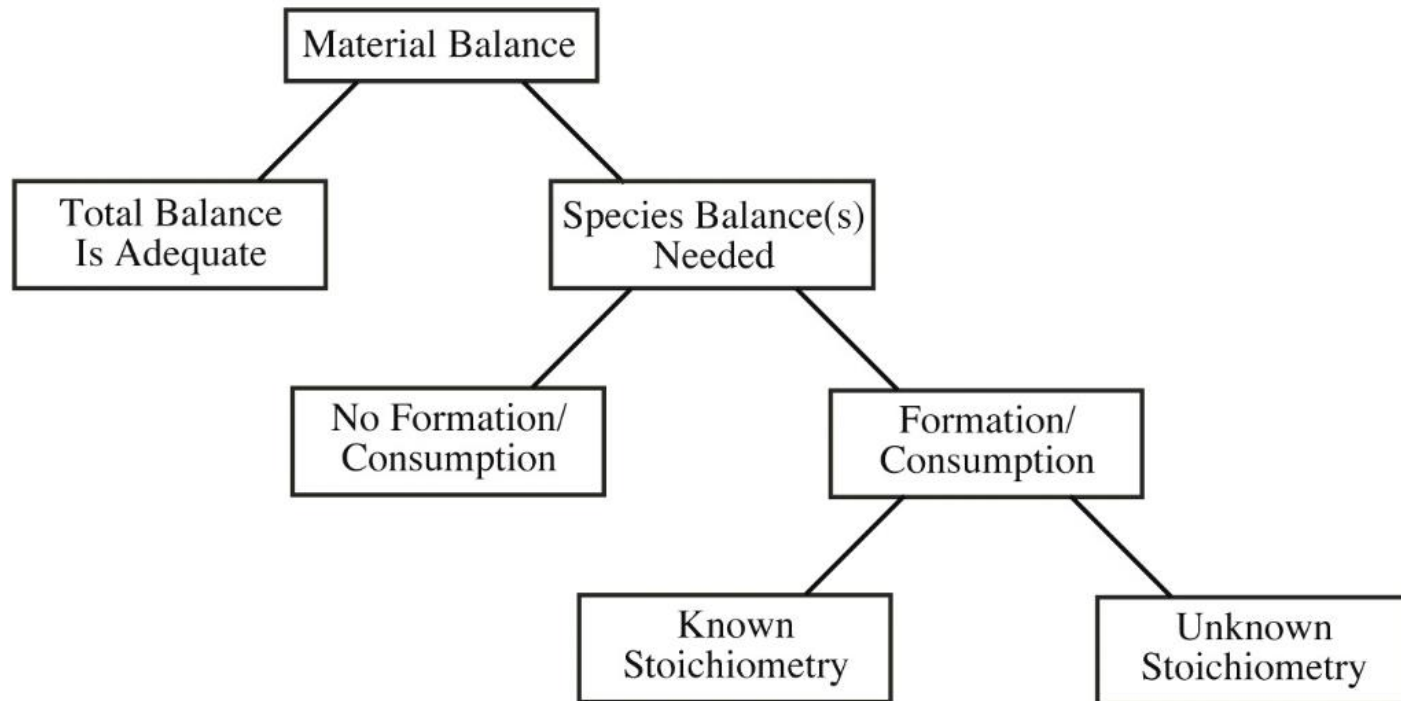 Material Balance
Total Balance
Is Adequate
Species Balance(s)
Needed
No Formation/
Consumption
Formation/
Consumption
Known
Stoichiometry
Unknown
Stoichiometry